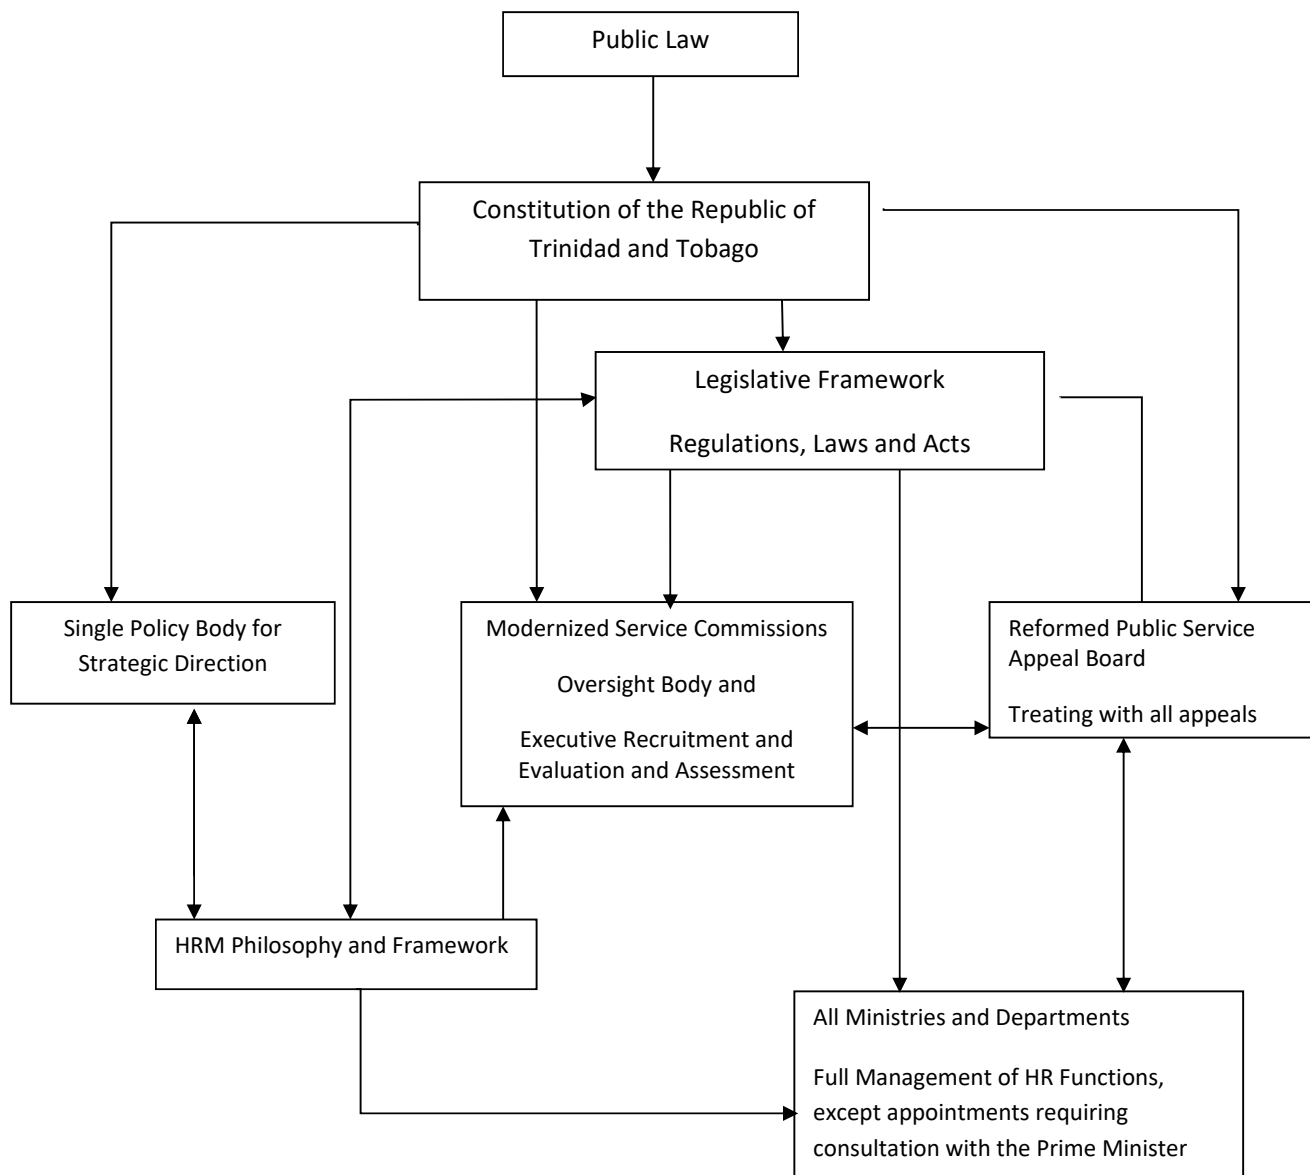 Public Law
Constitution of the Republic of
Trinidad and Tobago
Legislative Framework
Regulations, Laws and Acts
Single Policy Body for
Strategic Direction
Modernized Service Commissions
Oversight Body and
Executive Recruitment and
Evaluation and Assessment
Reformed Public Service
Appeal Board
Treating with all appeals
HRM Philosophy and Framework
All Ministries and Departments
Full Management of HR Functions,
except appointments requiring
consultation with the Prime Minister